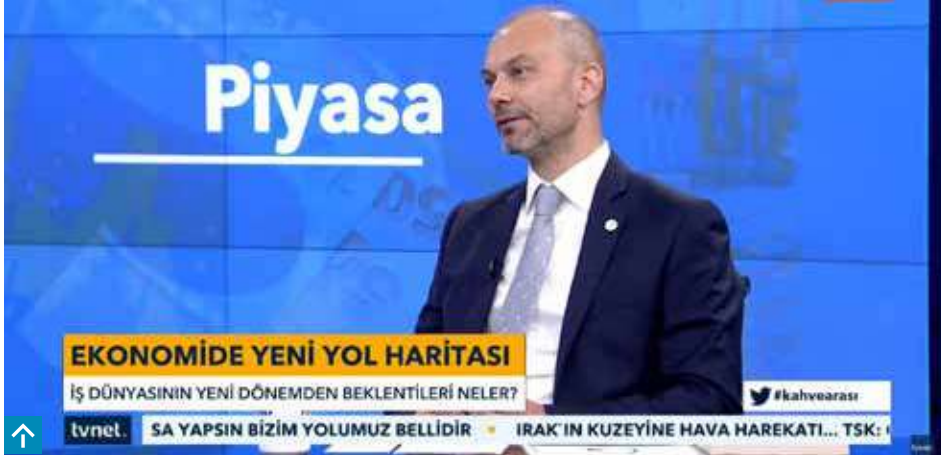 Piyasa
EKONOMİDE YENİ YOL HARİTASI
İŞ DÜNYASININ YENİ DÖNEMDEN BEKLENTİLERİ NELER?
#kahvearası
tvnet. SA YAPSIN BİZİM YOLUMUZ BELLİDİR • IRAK'IN KUZEYİNE HAVA HAREKATI... TSK: